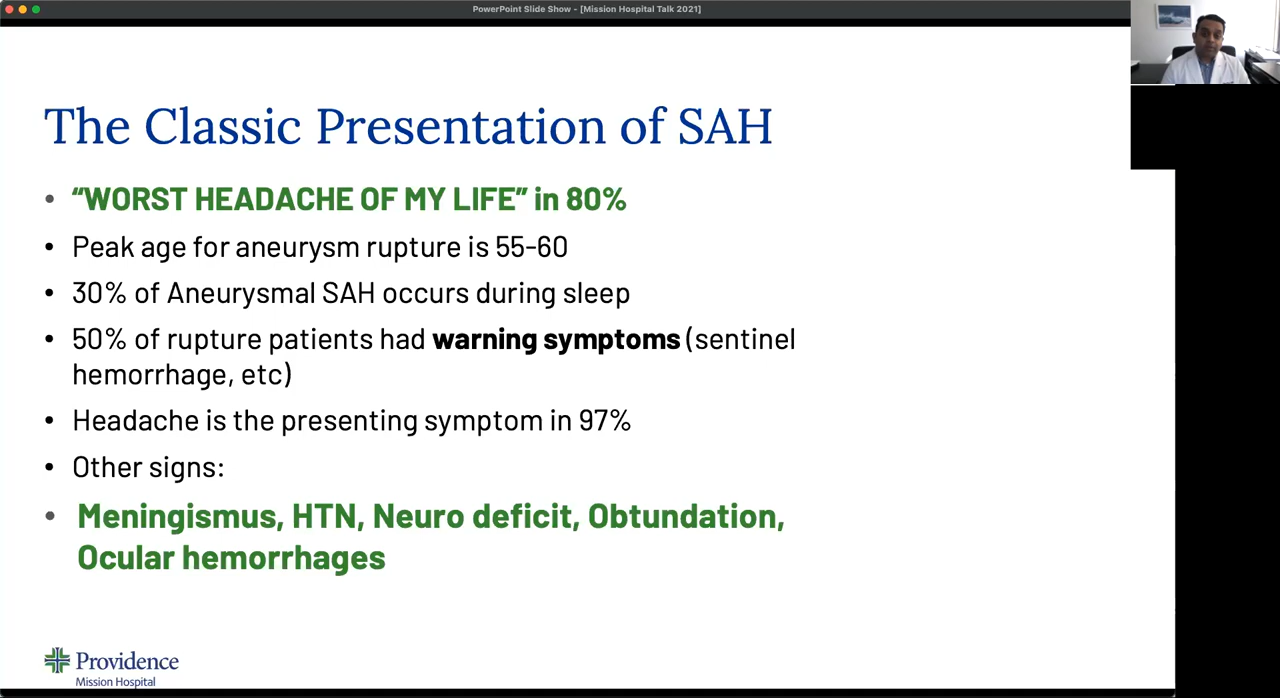 PowerPoint Slide Show - [Mission Hospital Talk 2021]
The Classic Presentation of SAH
• “WORST HEADACHE OF MY LIFE” in 80%
• Peak age for aneurysm rupture is 55-60
• 30% of Aneurysmal SAH occurs during sleep
• 50% of rupture patients had warning symptoms (sentinel
hemorrhage, etc)
• Headache is the presenting symptom in 97%
• Other signs:
• Meningismus, HTN, Neuro deficit, Obtundation,
Ocular hemorrhages
Providence
Mission Hospital